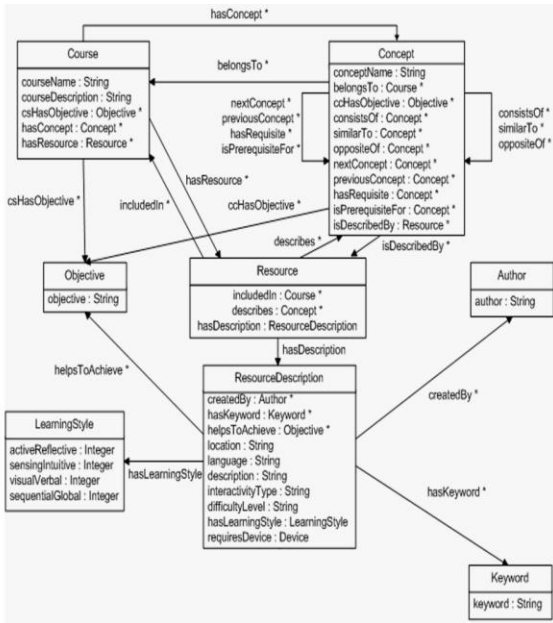 hasConcept *
Course
courseName : String
courseDescription : String
csHasObjective : Objective *
hasConcept : Concept *
hasResource : Resource *
belongsTo *
Concept
conceptName : String
belongsTo : Course *
ccHasObjective : Objective *
consistsOf : Concept *
similarTo : Concept *
oppositeOf : Concept *
nextConcept : Concept *
previousConcept : Concept *
hasRequisite : Concept *
isPrerequisiteFor : Concept *
isDescribedBy : Resource *
nextConcept *
previousConcept *
hasRequisite *
isPrerequisiteFor *
consistsOf *
similarTo *
oppositeOf *
hasResource *
csHasObjective *
includedIn *
ccHasObjective *
describes *
isDescribedBy *
Objective
objective : String
Resource
includedIn : Course *
describes : Concept *
hasDescription : ResourceDescription
Author
author : String
hasDescription
helpsToAchieve *
ResourceDescription
createdBy : Author *
hasKeyword : Keyword *
helpsToAchieve : Objective *
location : String
language : String
description : String
interactivityType : String
difficultyLevel : String
hasLearningStyle : LearningStyle
requiresDevice : Device
createdBy *
LearningStyle
activeReflective : Integer
sensingIntuitive : Integer
visualVerbal : Integer
sequentialGlobal : Integer
hasLearningStyle
hasKeyword *
Keyword
keyword : String